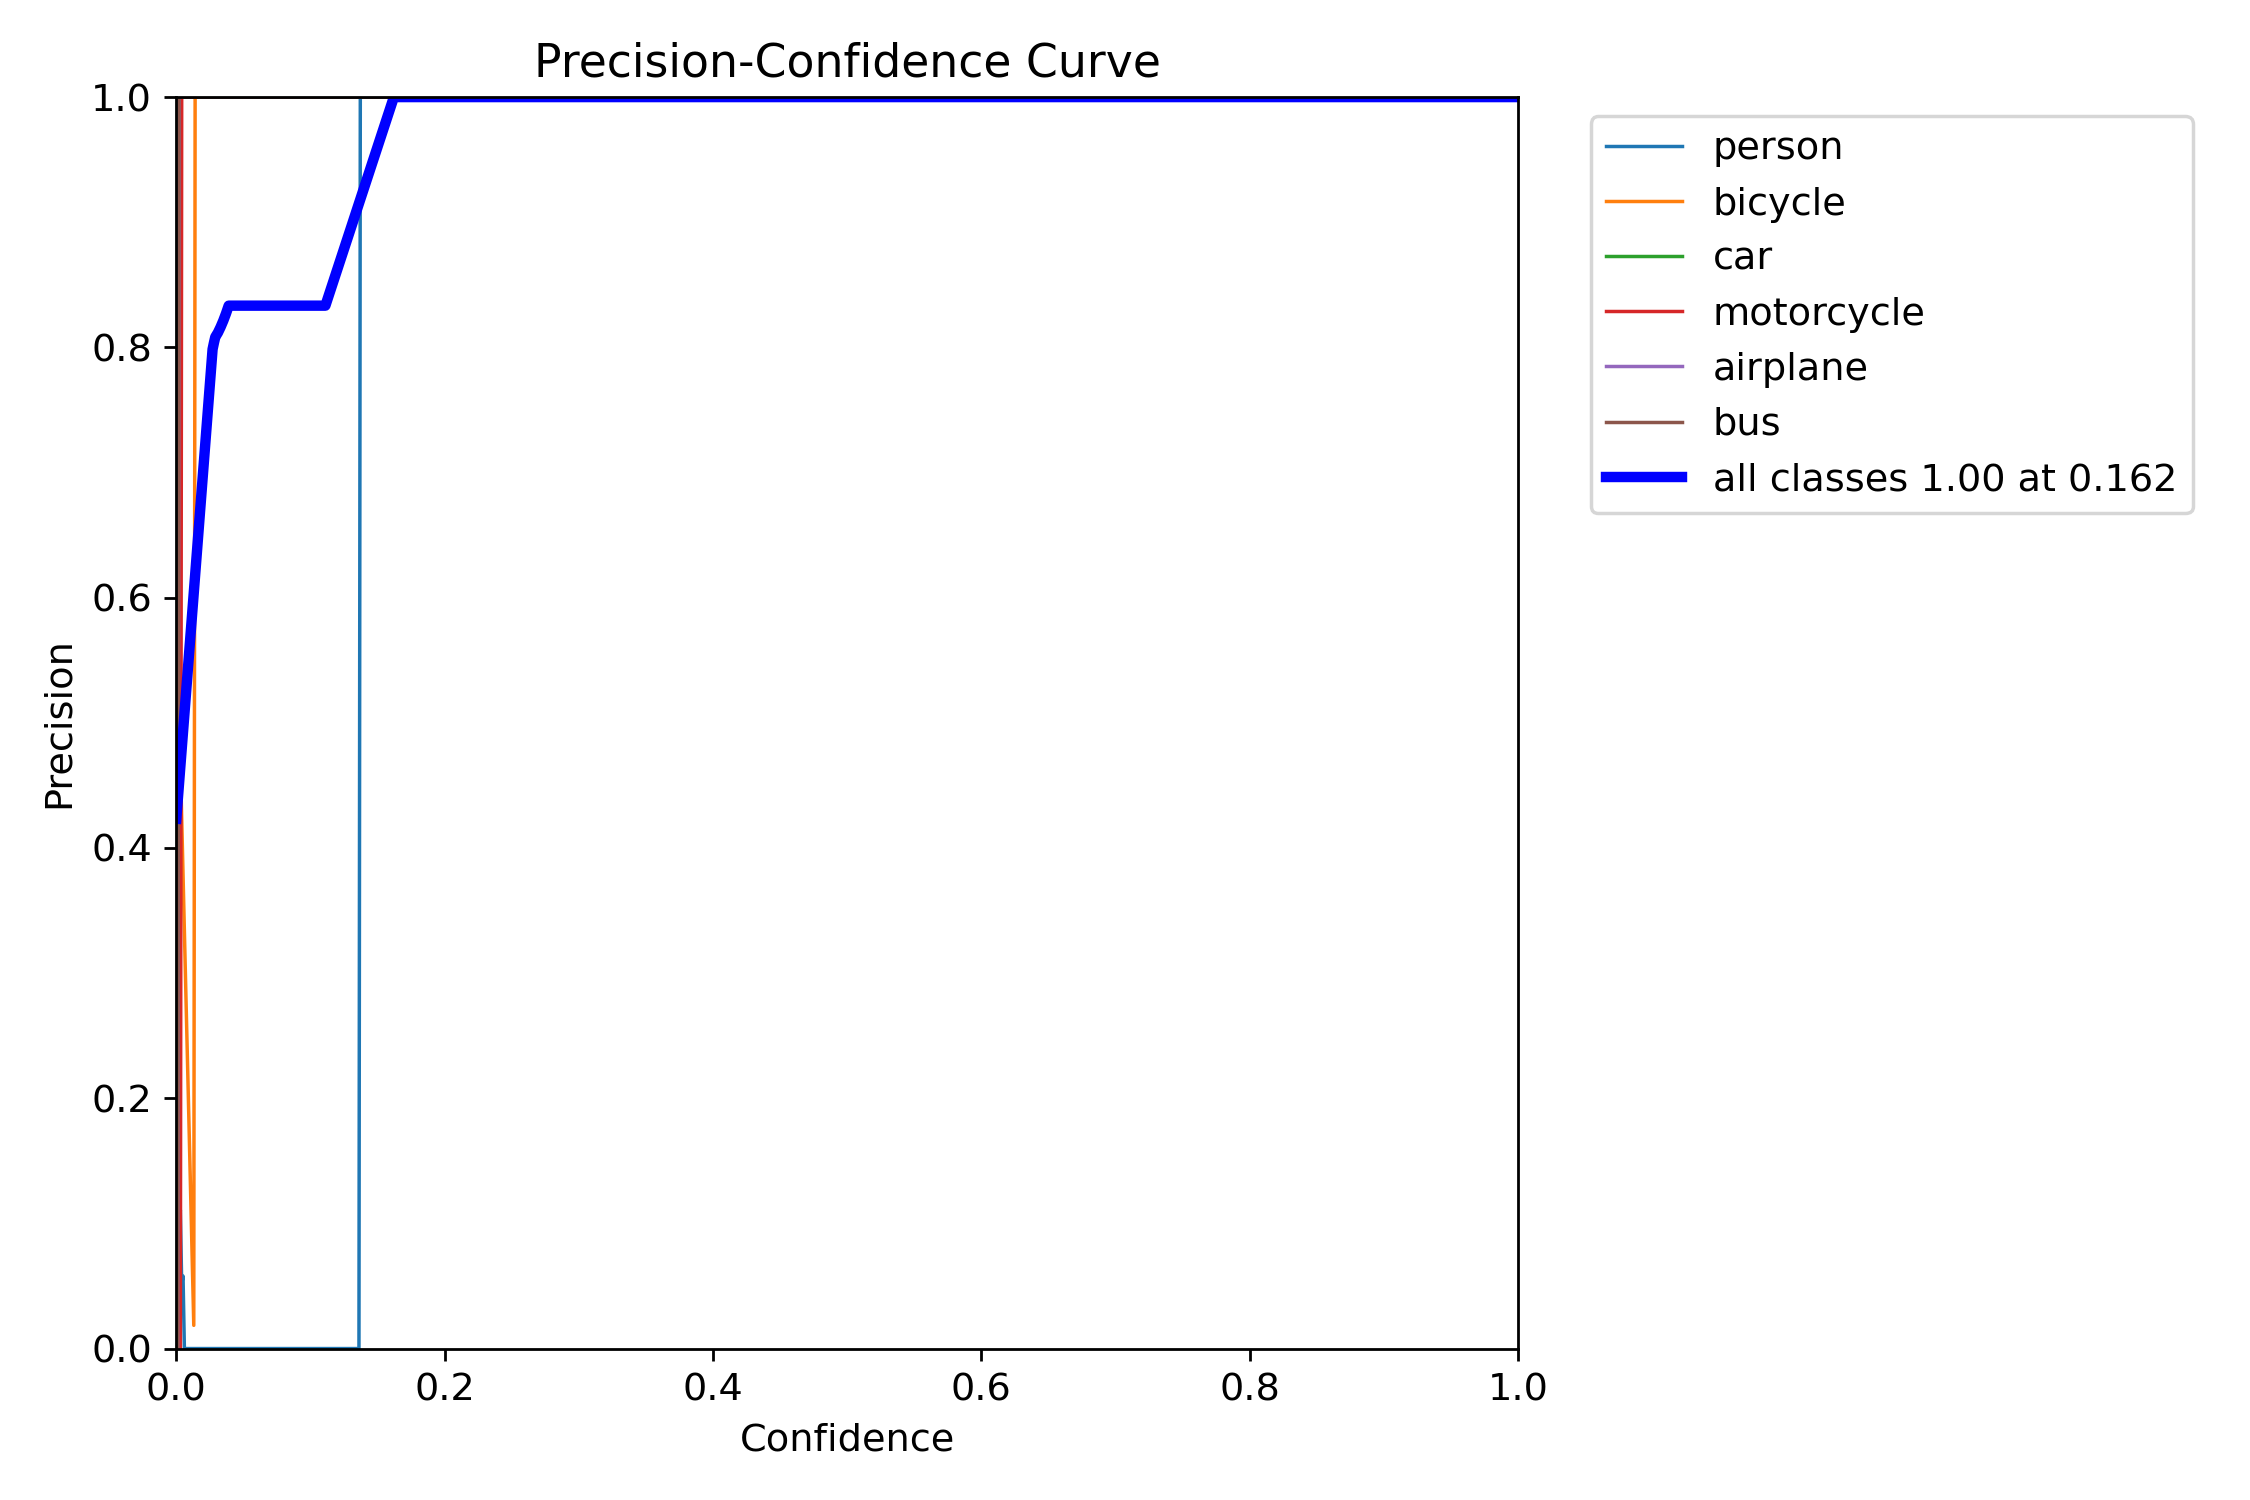 Precision-Confidence Curve
1.0
0.8
0.6
0.4
0.2
0.0
Precision
0.0 0.2 0.4 0.6 0.8 1.0
Confidence
person
bicycle
car
motorcycle
airplane
bus
all classes 1.00 at 0.162